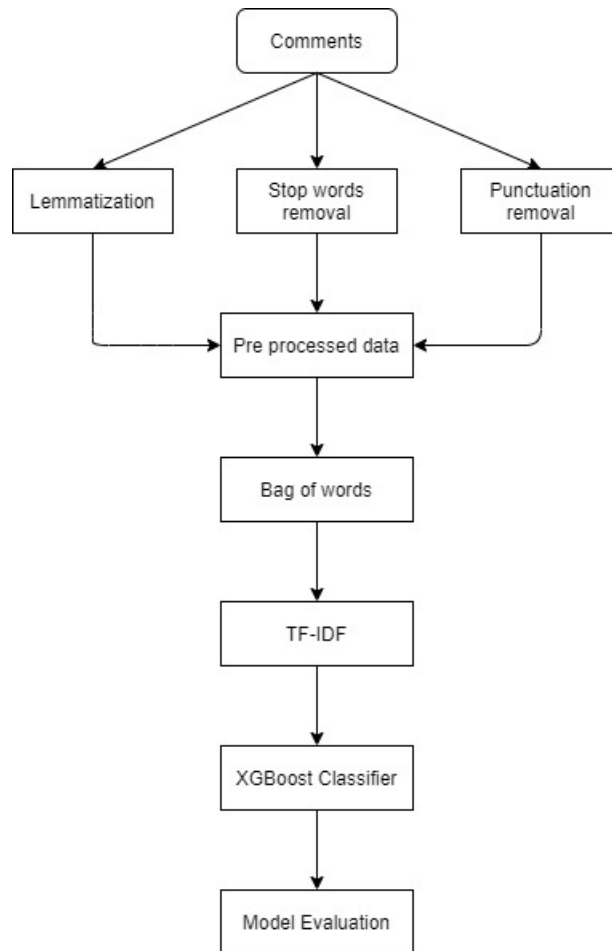 Comments
Lemmatization
Stop words
removal
Punctuation
removal
Pre processed data
Bag of words
TF-IDF
XGBoost Classifier
Model Evaluation